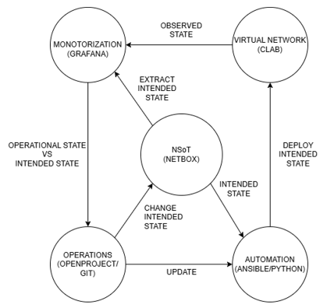 OBSERVED
STATE
MONOTORIZATION
(GRAFANA)
VIRTUAL NETWORK
(CLAB)
EXTRACT
INTENDED
STATE
OPERATIONAL STATE
VS
INTENDED STATE
NSoT
(NETBOX)
DEPLOY
INTENDED
STATE
INTENDED
STATE
CHANGE
INTENDED
STATE
OPERATIONS
(OPENPROJECT/
GIT)
UPDATE
AUTOMATION
(ANSIBLE/PYTHON)